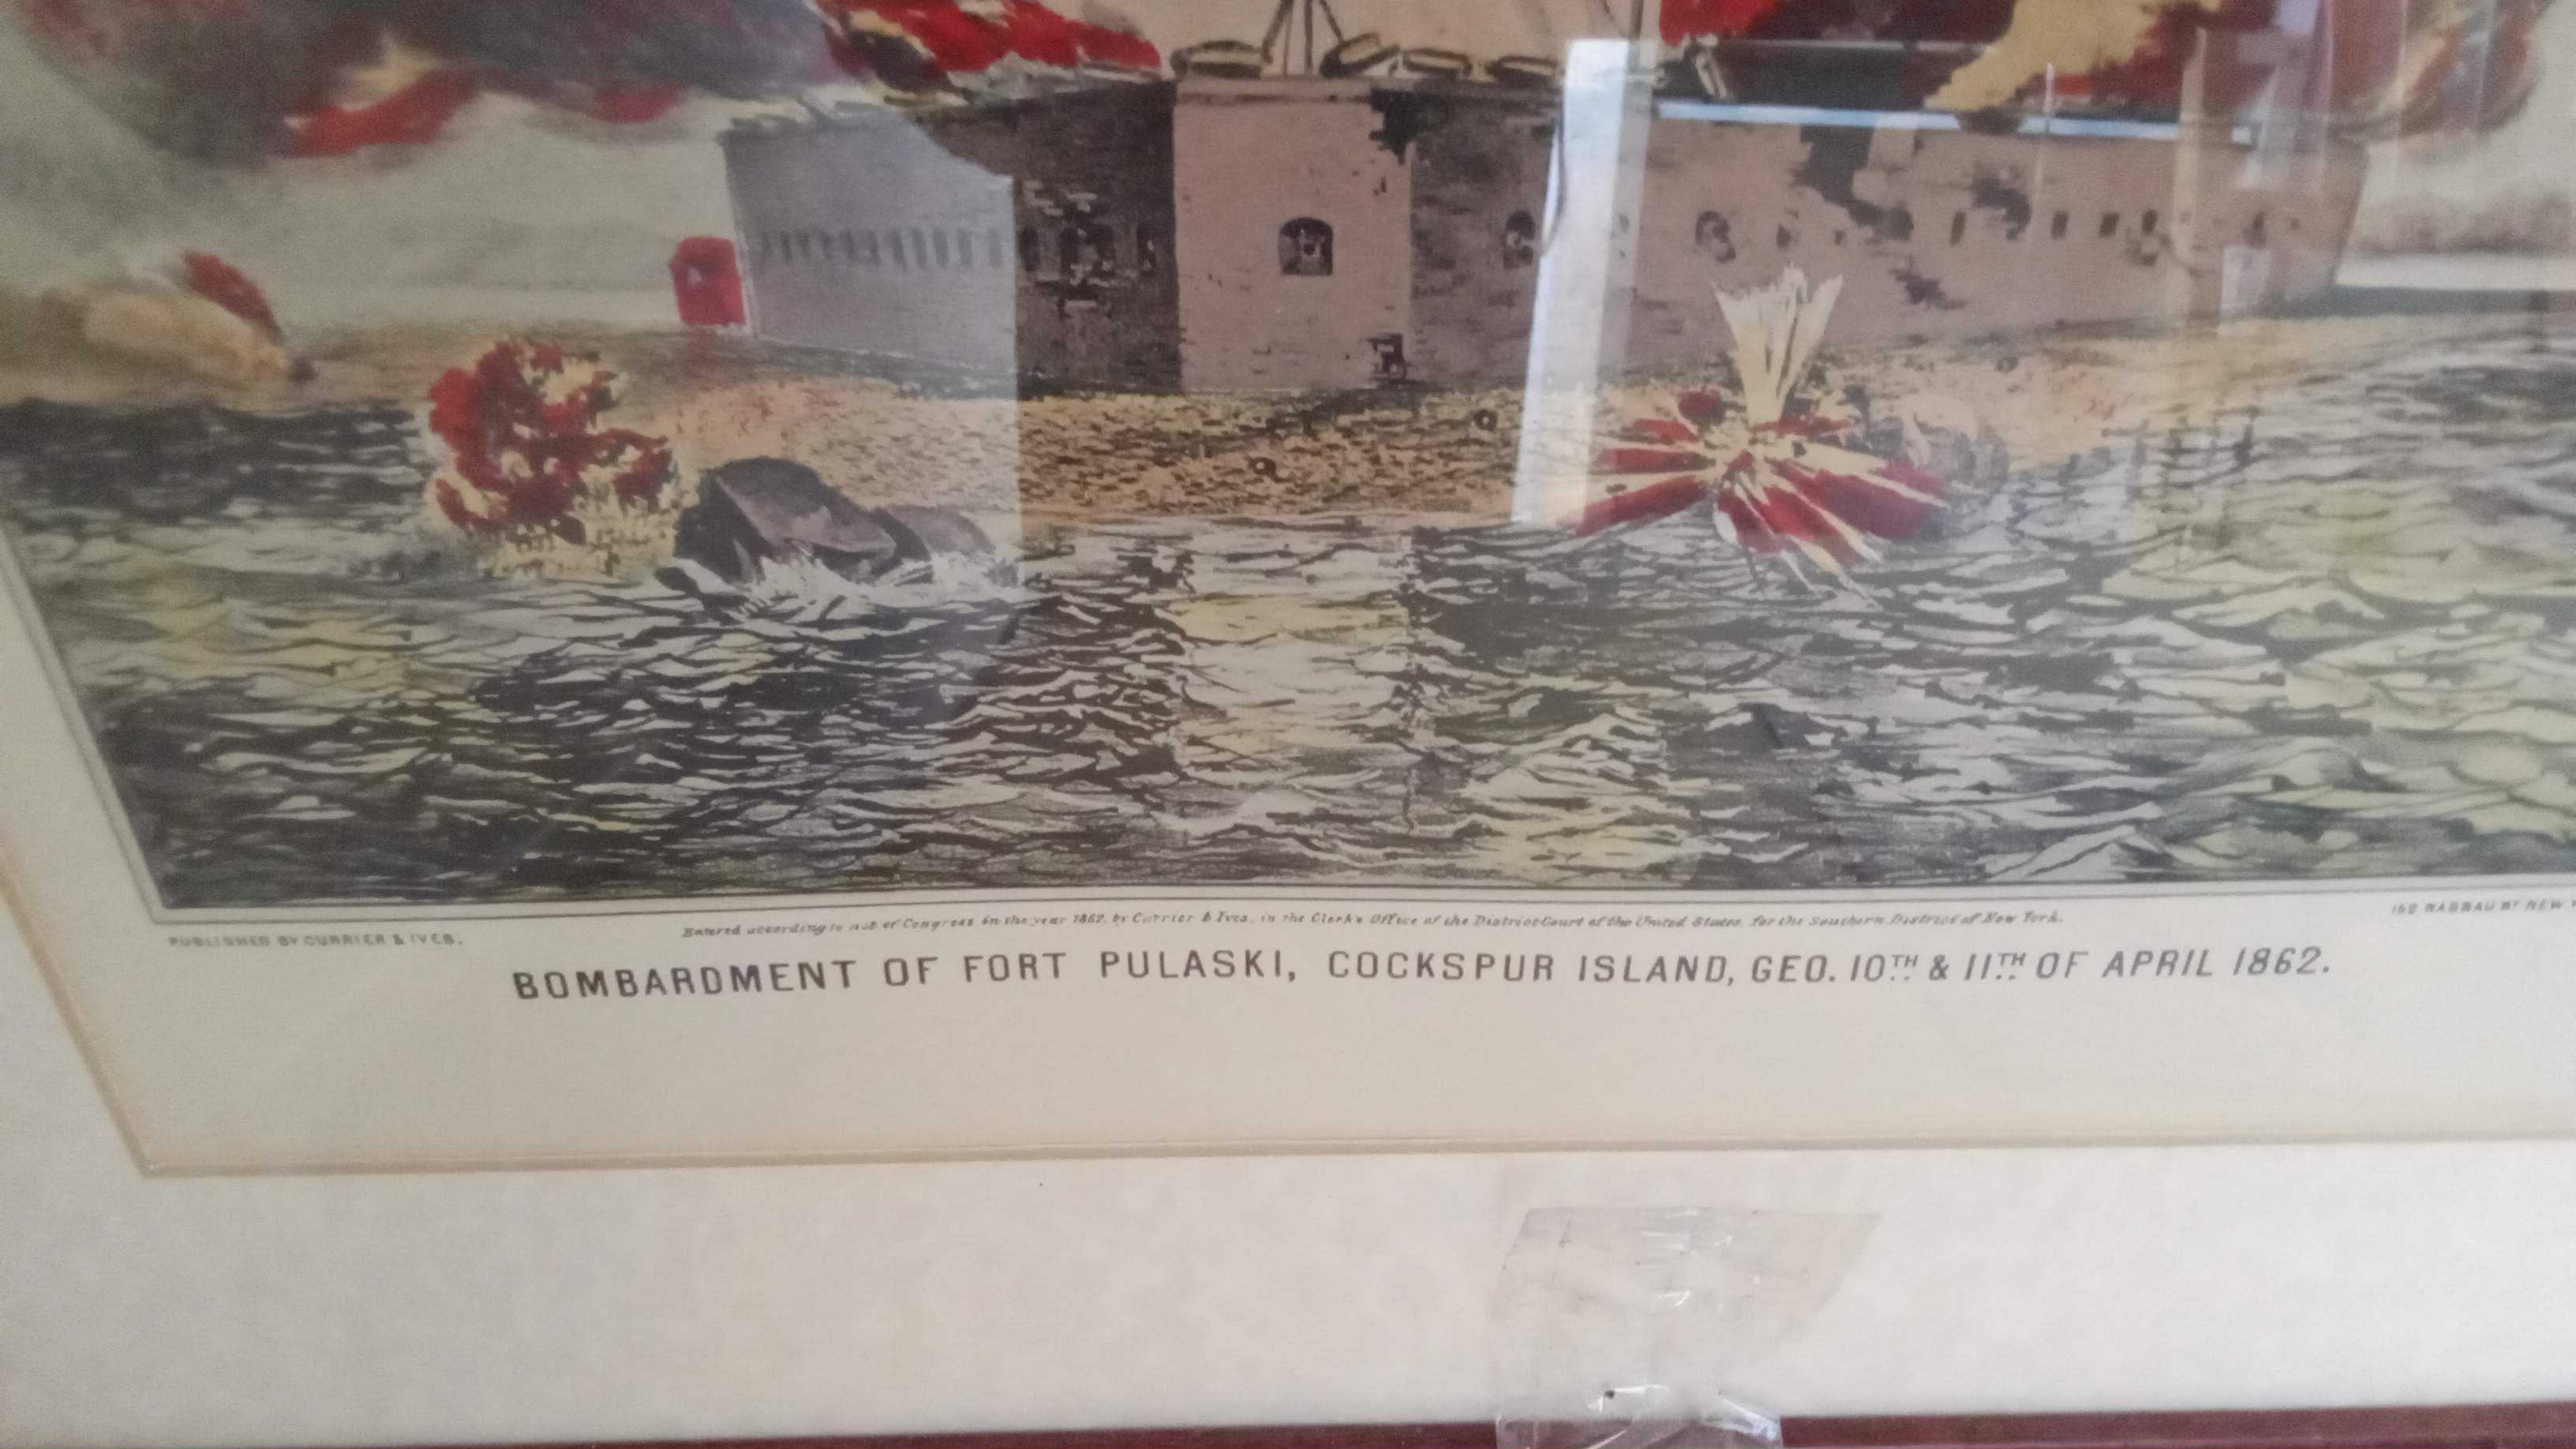 Entered according to act of Congress in the year 1862, by Currier & Ives, in the Clerk's Office of the District Court of the United States, for the Southern District of New York.
PUBLISHED BY CURRIER & IVES,
152 NASSAU ST NEW
BOMBARDMENT OF FORT PULASKI, COCKSPUR ISLAND, GEO. 10TH & 11TH OF APRIL 1862.